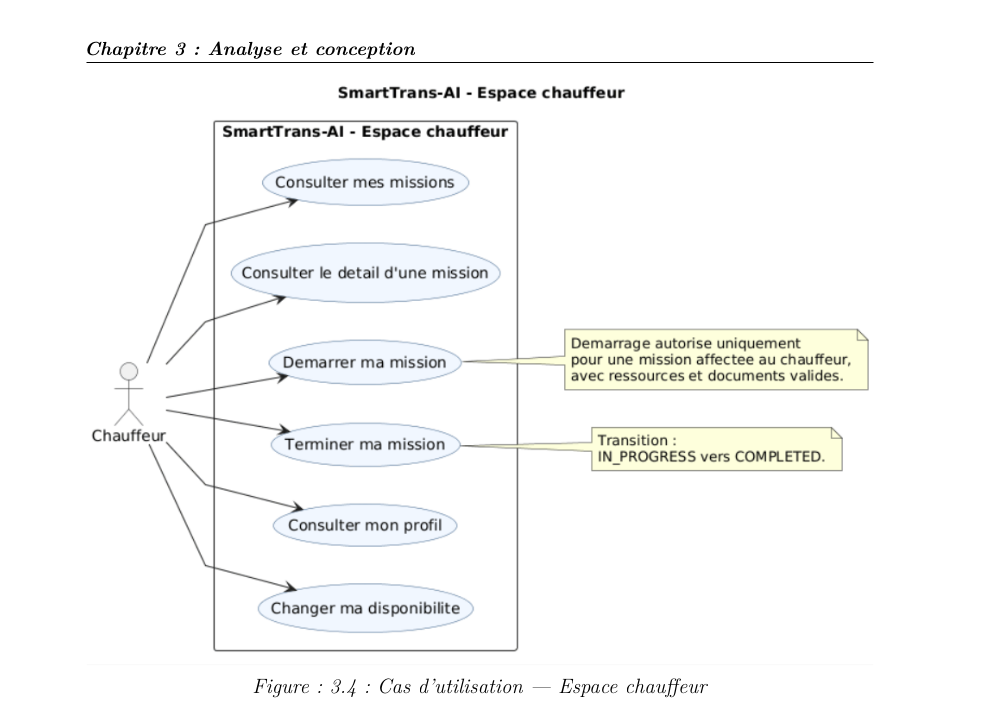 Chapitre 3 : Analyse et conception
SmartTrans-AI - Espace chauffeur
SmartTrans-AI - Espace chauffeur
Consulter mes missions
Consulter le detail d'une mission
Demarrer ma mission
Demarrage autorise uniquement
pour une mission affectee au chauffeur,
avec ressources et documents valides.
Chauffeur
Terminer ma mission
Transition :
IN_PROGRESS vers COMPLETED.
Consulter mon profil
Changer ma disponibilite
Figure : 3.4 : Cas d'utilisation — Espace chauffeur